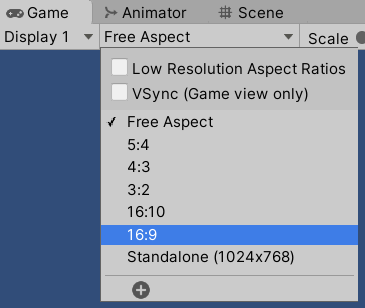 Game Animator Scene
Display 1 Free Aspect Scale
Low Resolution Aspect Ratios
VSync (Game view only)
Free Aspect
5:4
4:3
3:2
16:10
16:9
Standalone (1024x768)